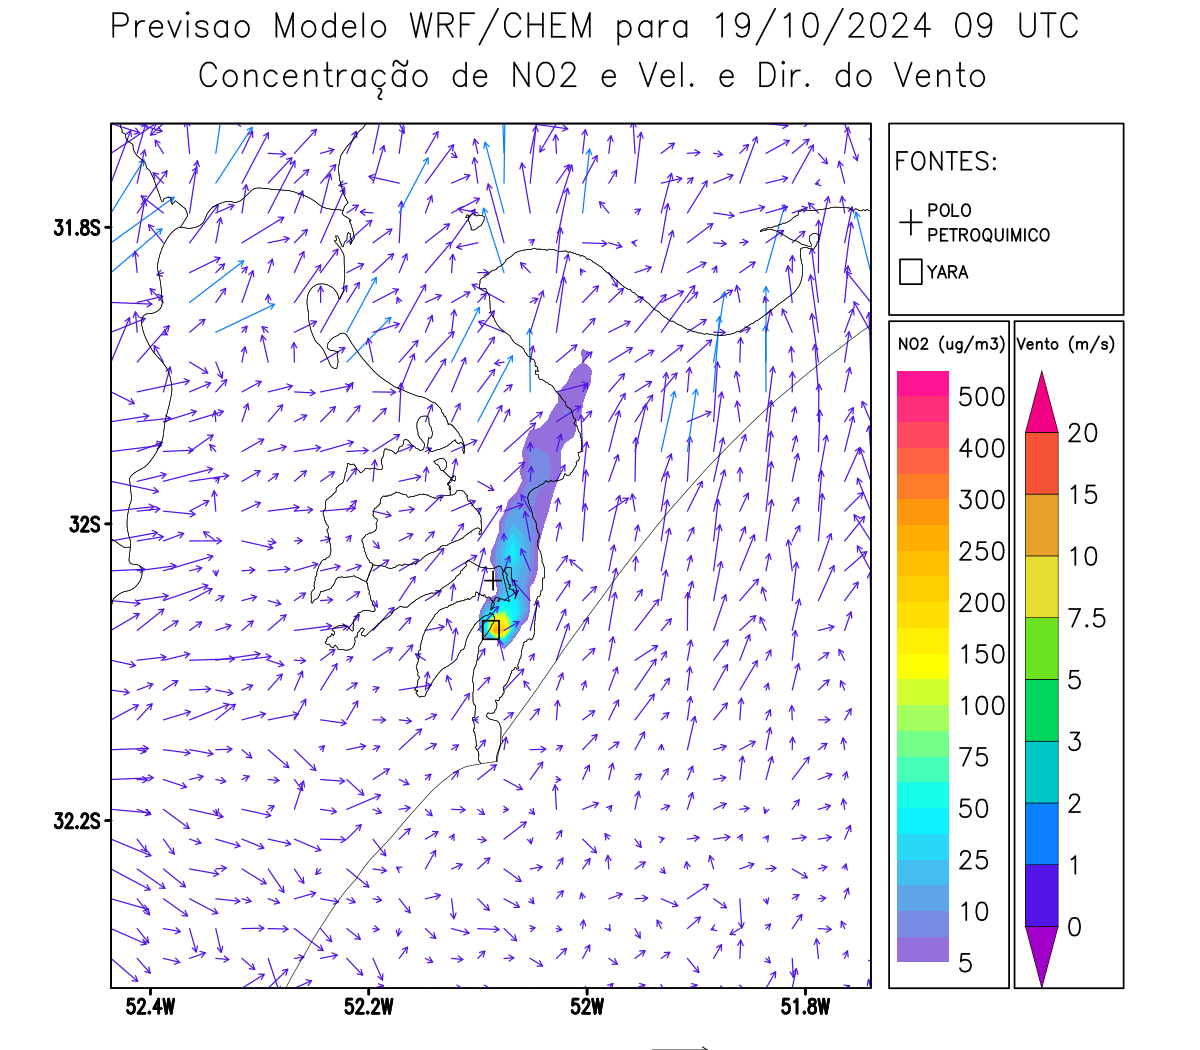 Previsao Modelo WRF/CHEM para 19/10/2024 09 UTC
Concentração de NO2 e Vel. e Dir. do Vento
FONTES:
POLO
PETROQUIMICO
YARA
NO2 (ug/m3)
500
400
300
250
200
150
100
75
50
25
10
5
Vento (m/s)
20
15
10
7.5
5
3
2
1
0
31.8S
32S
32.2S
52.4W
52.2W
52W
51.8W